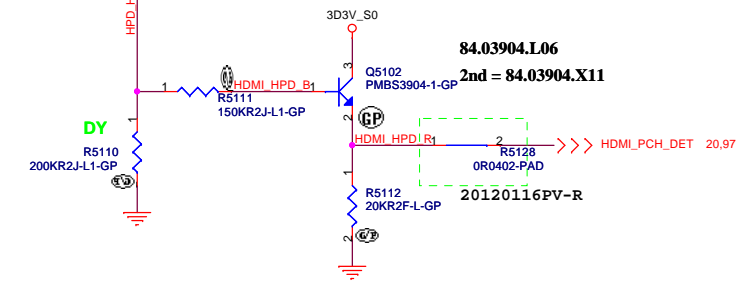 HPD_H
3D3V_S0
84.03904.L06
2nd = 84.03904.X11
3
Q5102
PMBS3904-1-GP
1
HDMI_HPD_B
1
R5111
150KR2J-L1-GP
2
GP
DY
1
R5110
200KR2J-L1-GP
HDMI_HPD_R
1
2
R5128
0R0402-PAD
HDMI_PCH_DET
20,97
20120116PV-R
1
R5112
20KR2F-L-GP
2